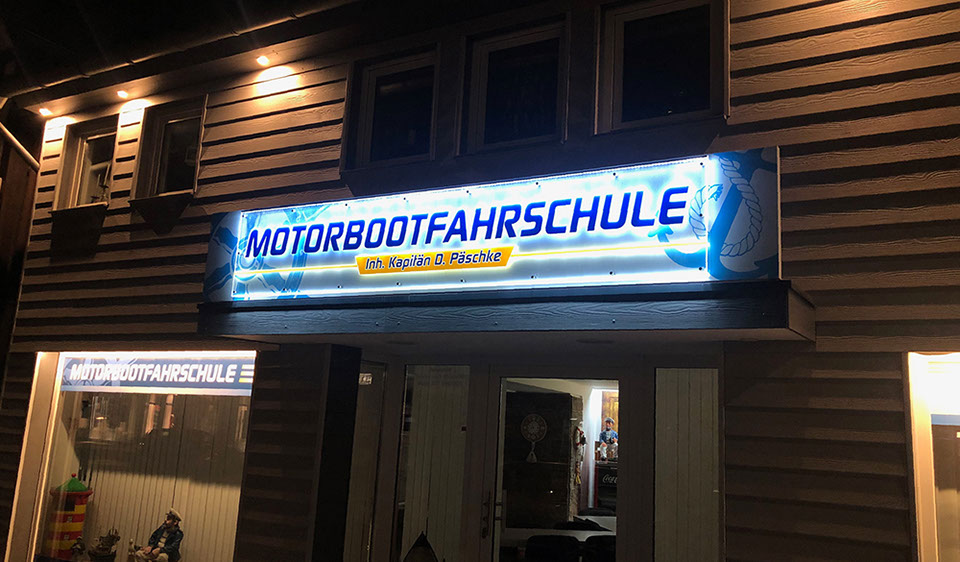 MOTORBOOTFAHRSCHULE
Inh. Kapitän D. Päschke
MOTORBOOTFAHRSCHULE